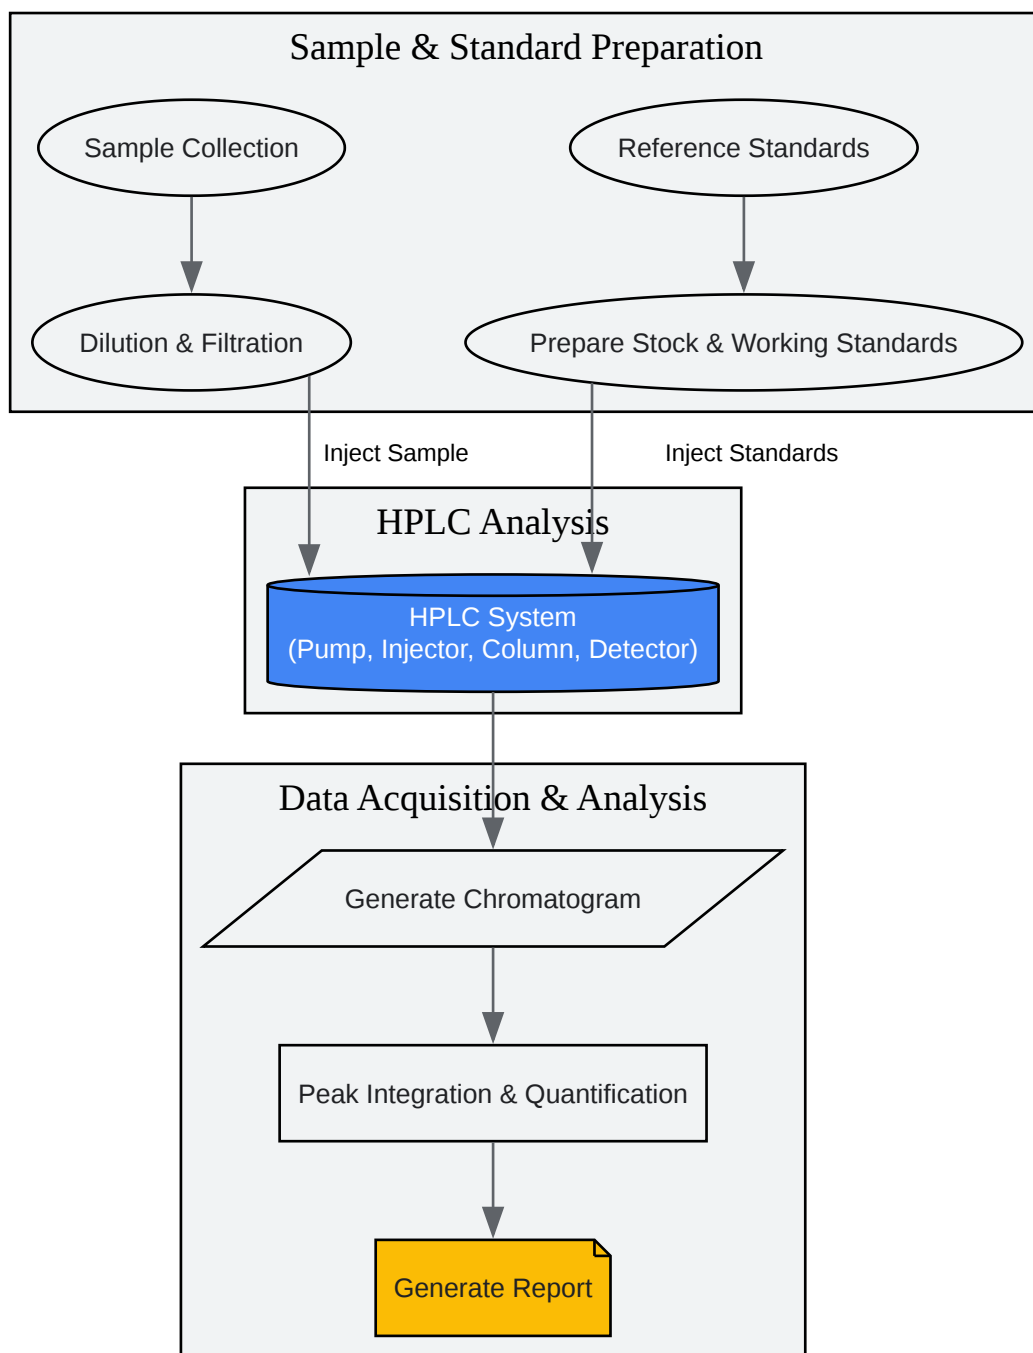 Sample & Standard Preparation
Sample Collection
Reference Standards
Dilution & Filtration
Prepare Stock & Working Standards
Inject Sample
Inject Standards
HPLC Analysis
HPLC System
(Pump, Injector, Column, Detector)
Data Acquisition & Analysis
Generate Chromatogram
Peak Integration & Quantification
Generate Report